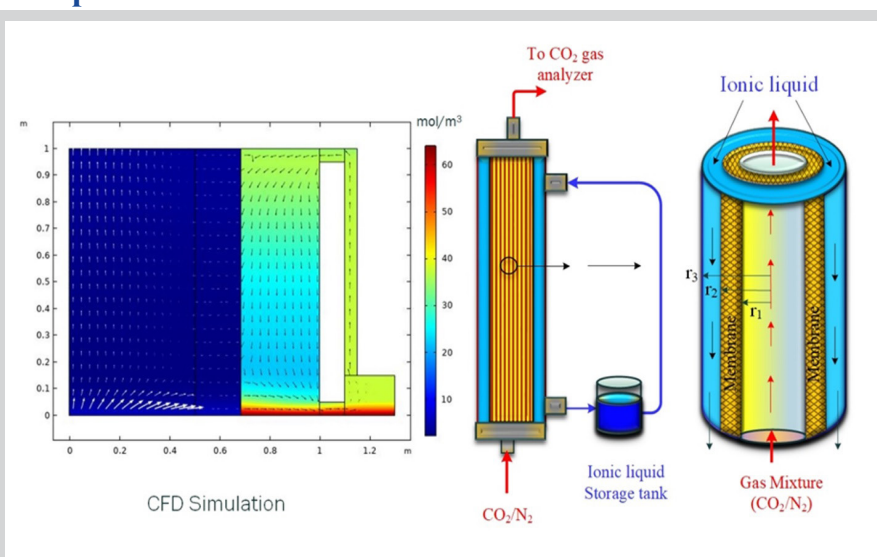 m
1
0.9
0.8
0.7
0.6
0.5
0.4
0.3
0.2
0.1
0
0
0.2
0.4
0.6
0.8
1
1.2
m
mol/m³
60
50
40
30
20
10
CFD Simulation
To CO₂ gas
analyzer
CO₂/N₂
Ionic liquid
Storage tank
Ionic liquid
r₃
r₂
r₁
Membrane
Membrane
Gas Mixture
(CO₂/N₂)